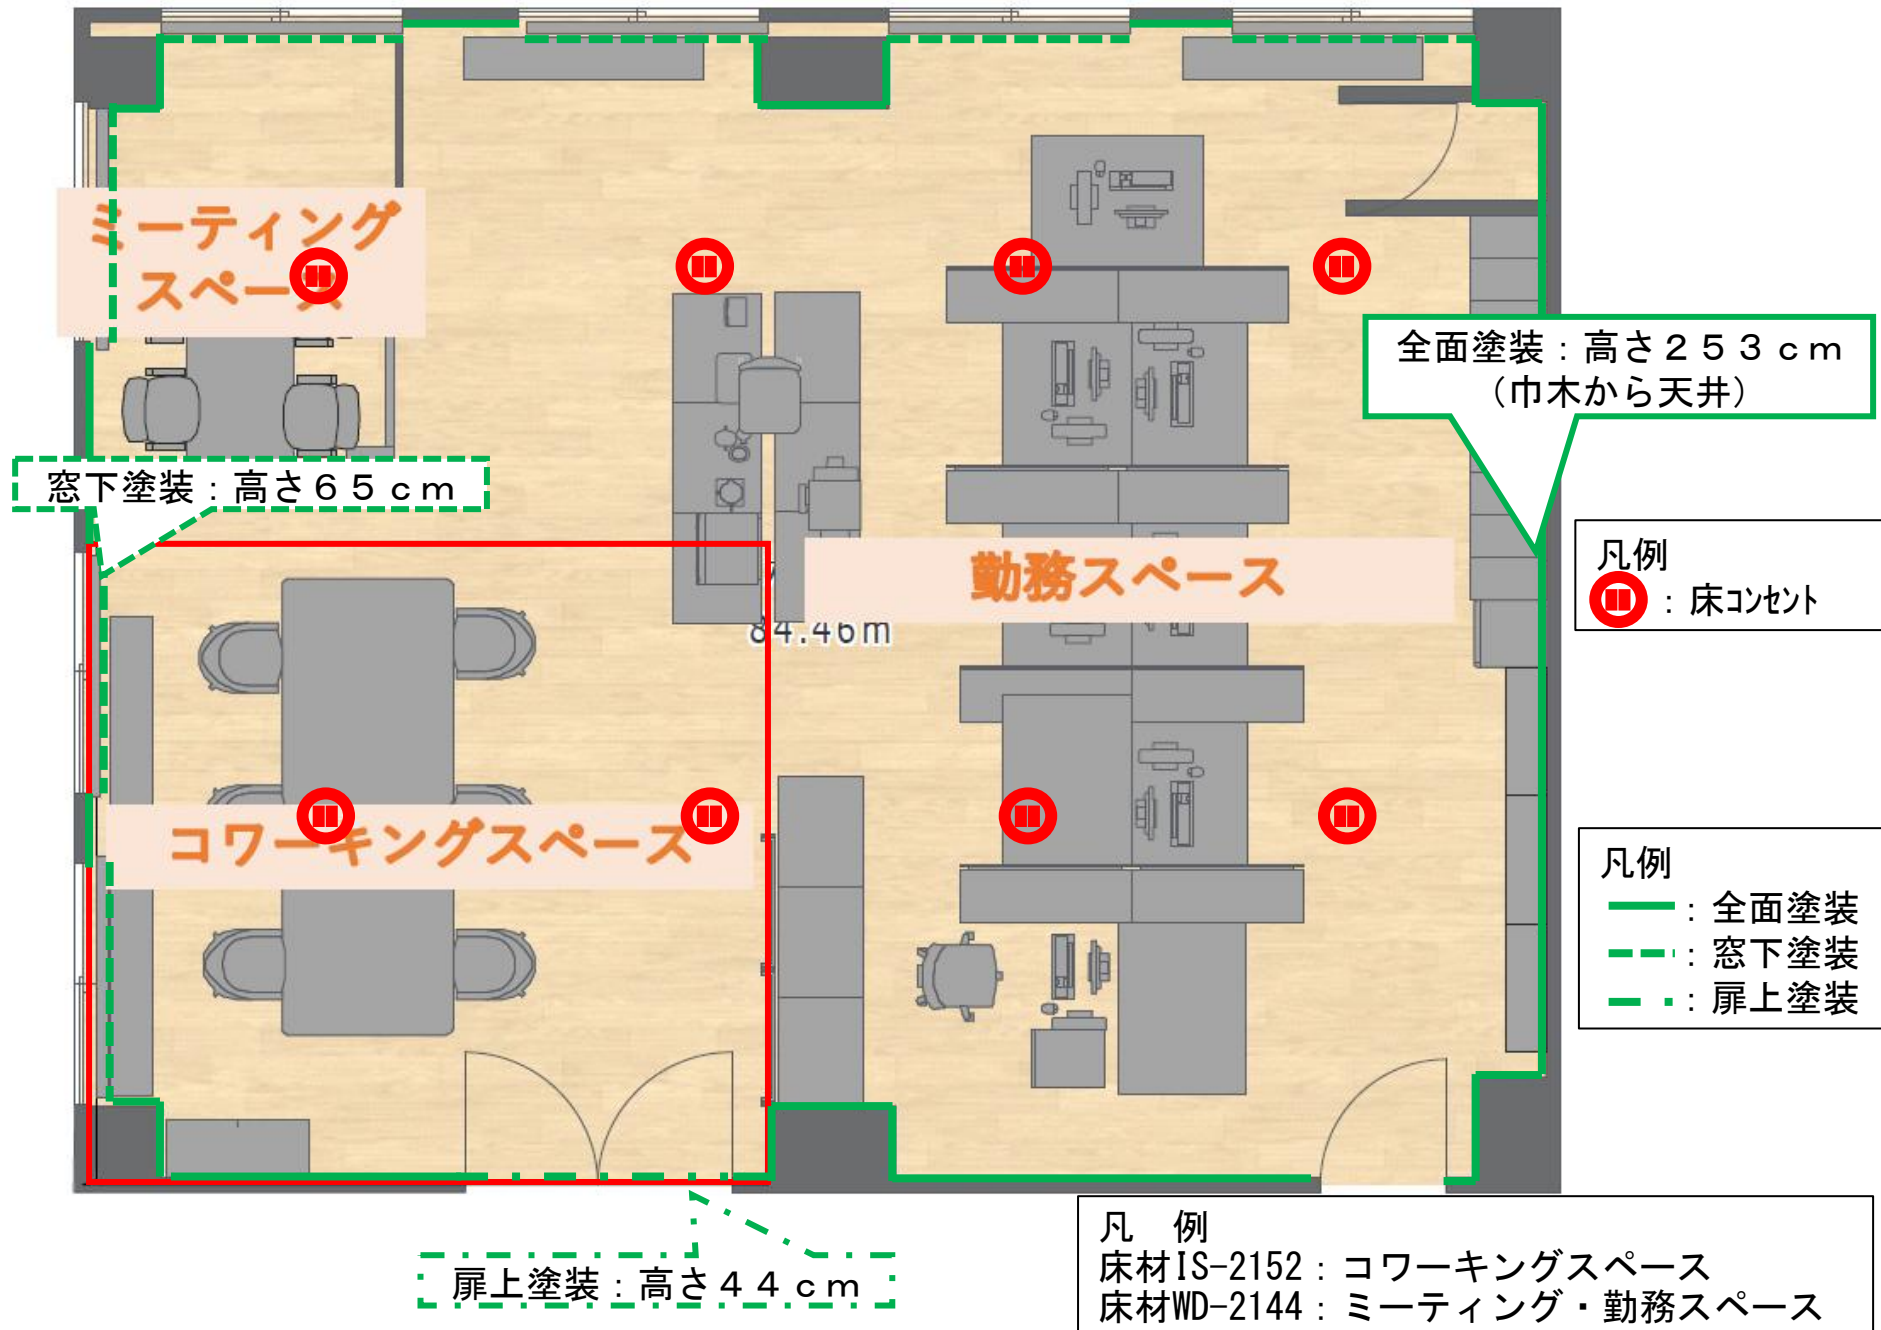 ミーティング
スペース
全面塗装：高さ２５３ｃｍ
（巾木から天井）
窓下塗装：高さ６５ｃｍ
勤務スペース
84.46m
凡例
：床ｺﾝｾﾝﾄ
コワーキングスペース
凡例
：全面塗装
：窓下塗装
：扉上塗装
扉上塗装：高さ４４ｃｍ
凡　例
床材IS-2152：コワーキングスペース
床材WD-2144：ミーティング・勤務スペース